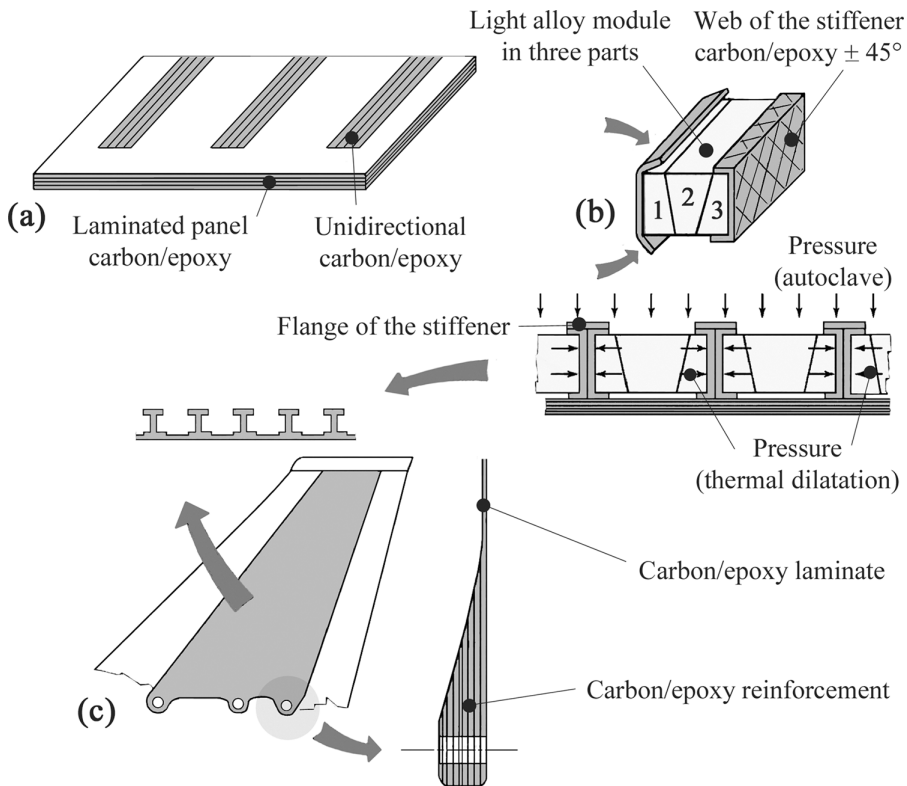 Light alloy module
in three parts
Web of the stiffener
carbon/epoxy ± 45°
(a)
Laminated panel
carbon/epoxy
Unidirectional
carbon/epoxy
1
2
3
(b)
Pressure
(autoclave)
Flange of the stiffener
Pressure
(thermal dilatation)
Carbon/epoxy laminate
Carbon/epoxy reinforcement
(c)